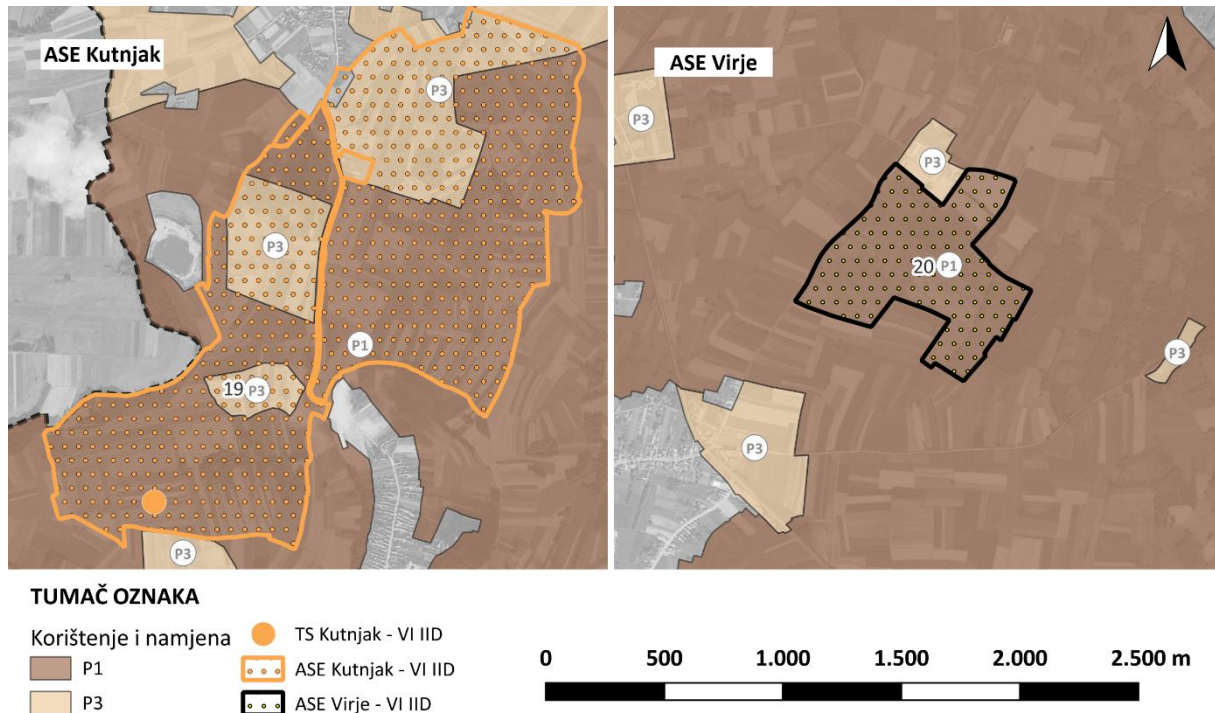 ASE Kutnjak
P3
P3
P1
19 P3
P3
ASE Virje
P3
P3
20 P1
P3
P3
TUMAČ OZNAKA
Korištenje i namjena
P1
P3
TS Kutnjak - VI IID
ASE Kutnjak - VI IID
ASE Virje - VI IID
0 500 1.000 1.500 2.000 2.500 m